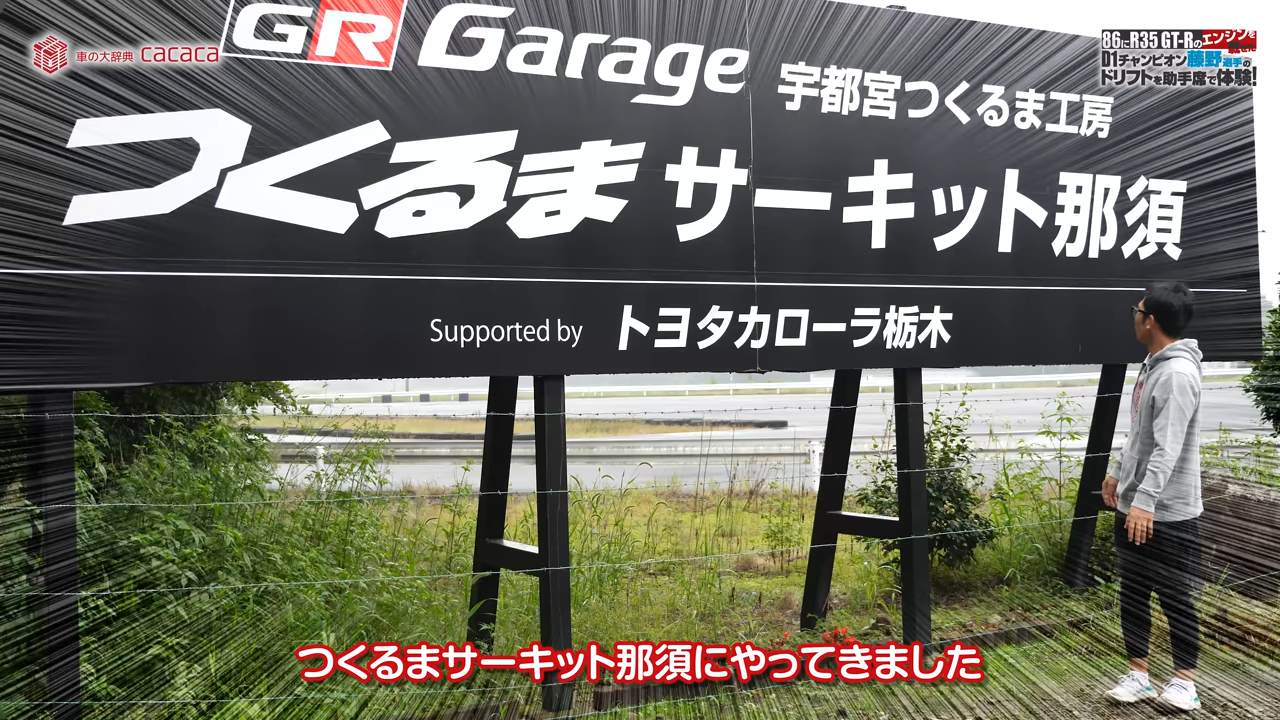 車の大辞典 cacaca
GR Garage
宇都宮つくるま工房
つくるまサーキット那須
Supported by トヨタカローラ栃木
86にR35 GT-Rのエンジンを
D1チャンピオン藤野選手の
ドリフトを助手席で体験!
つくるまサーキット那須にやってきました